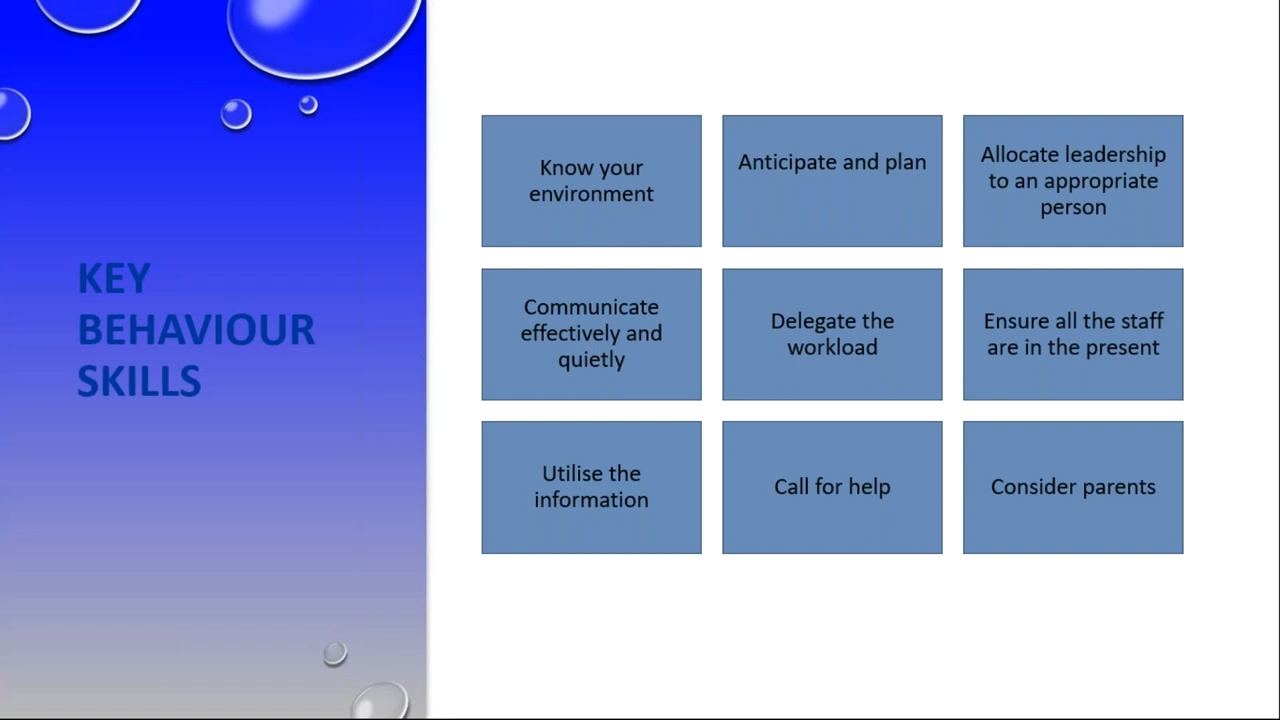 KEY
BEHAVIOUR
SKILLS
Know your
environment
Anticipate and plan
Allocate leadership
to an appropriate
person
Communicate
effectively and
quietly
Delegate the
workload
Ensure all the staff
are in the present
Utilise the
information
Call for help
Consider parents